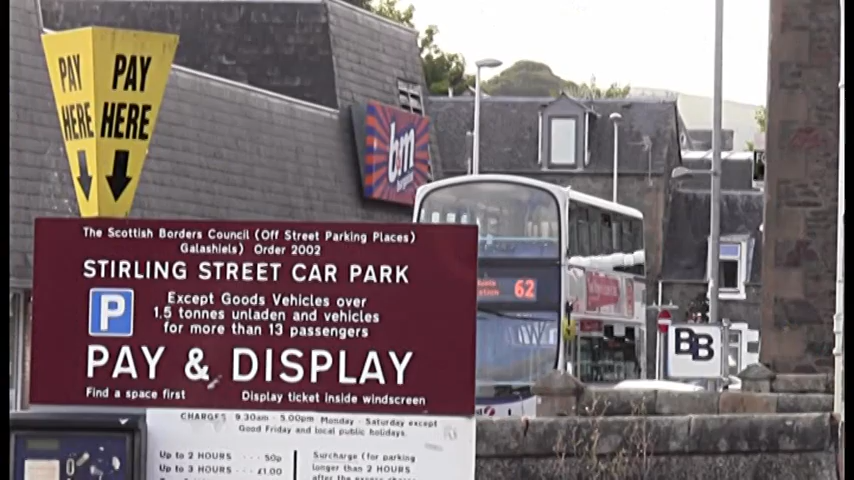 PAY HERE
PAY HERE
bm
The Scottish Borders Council (Off Street Parking Places)
Galashiels) Order 2002
STIRLING STREET CAR PARK
P
Except Goods Vehicles over
1.5 tonnes unladen and vehicles
for more than 13 passengers
PAY & DISPLAY
Find a space first
Display ticket inside windscreen
62
BB
CHARGES 9.30am - 5.00pm Monday - Saturday except
Good Friday and local public holidays.
Up to 2 HOURS ---- 50p
Up to 3 HOURS ---- £1.00
Surcharge (for parking
longer than 2 HOURS
after the excess